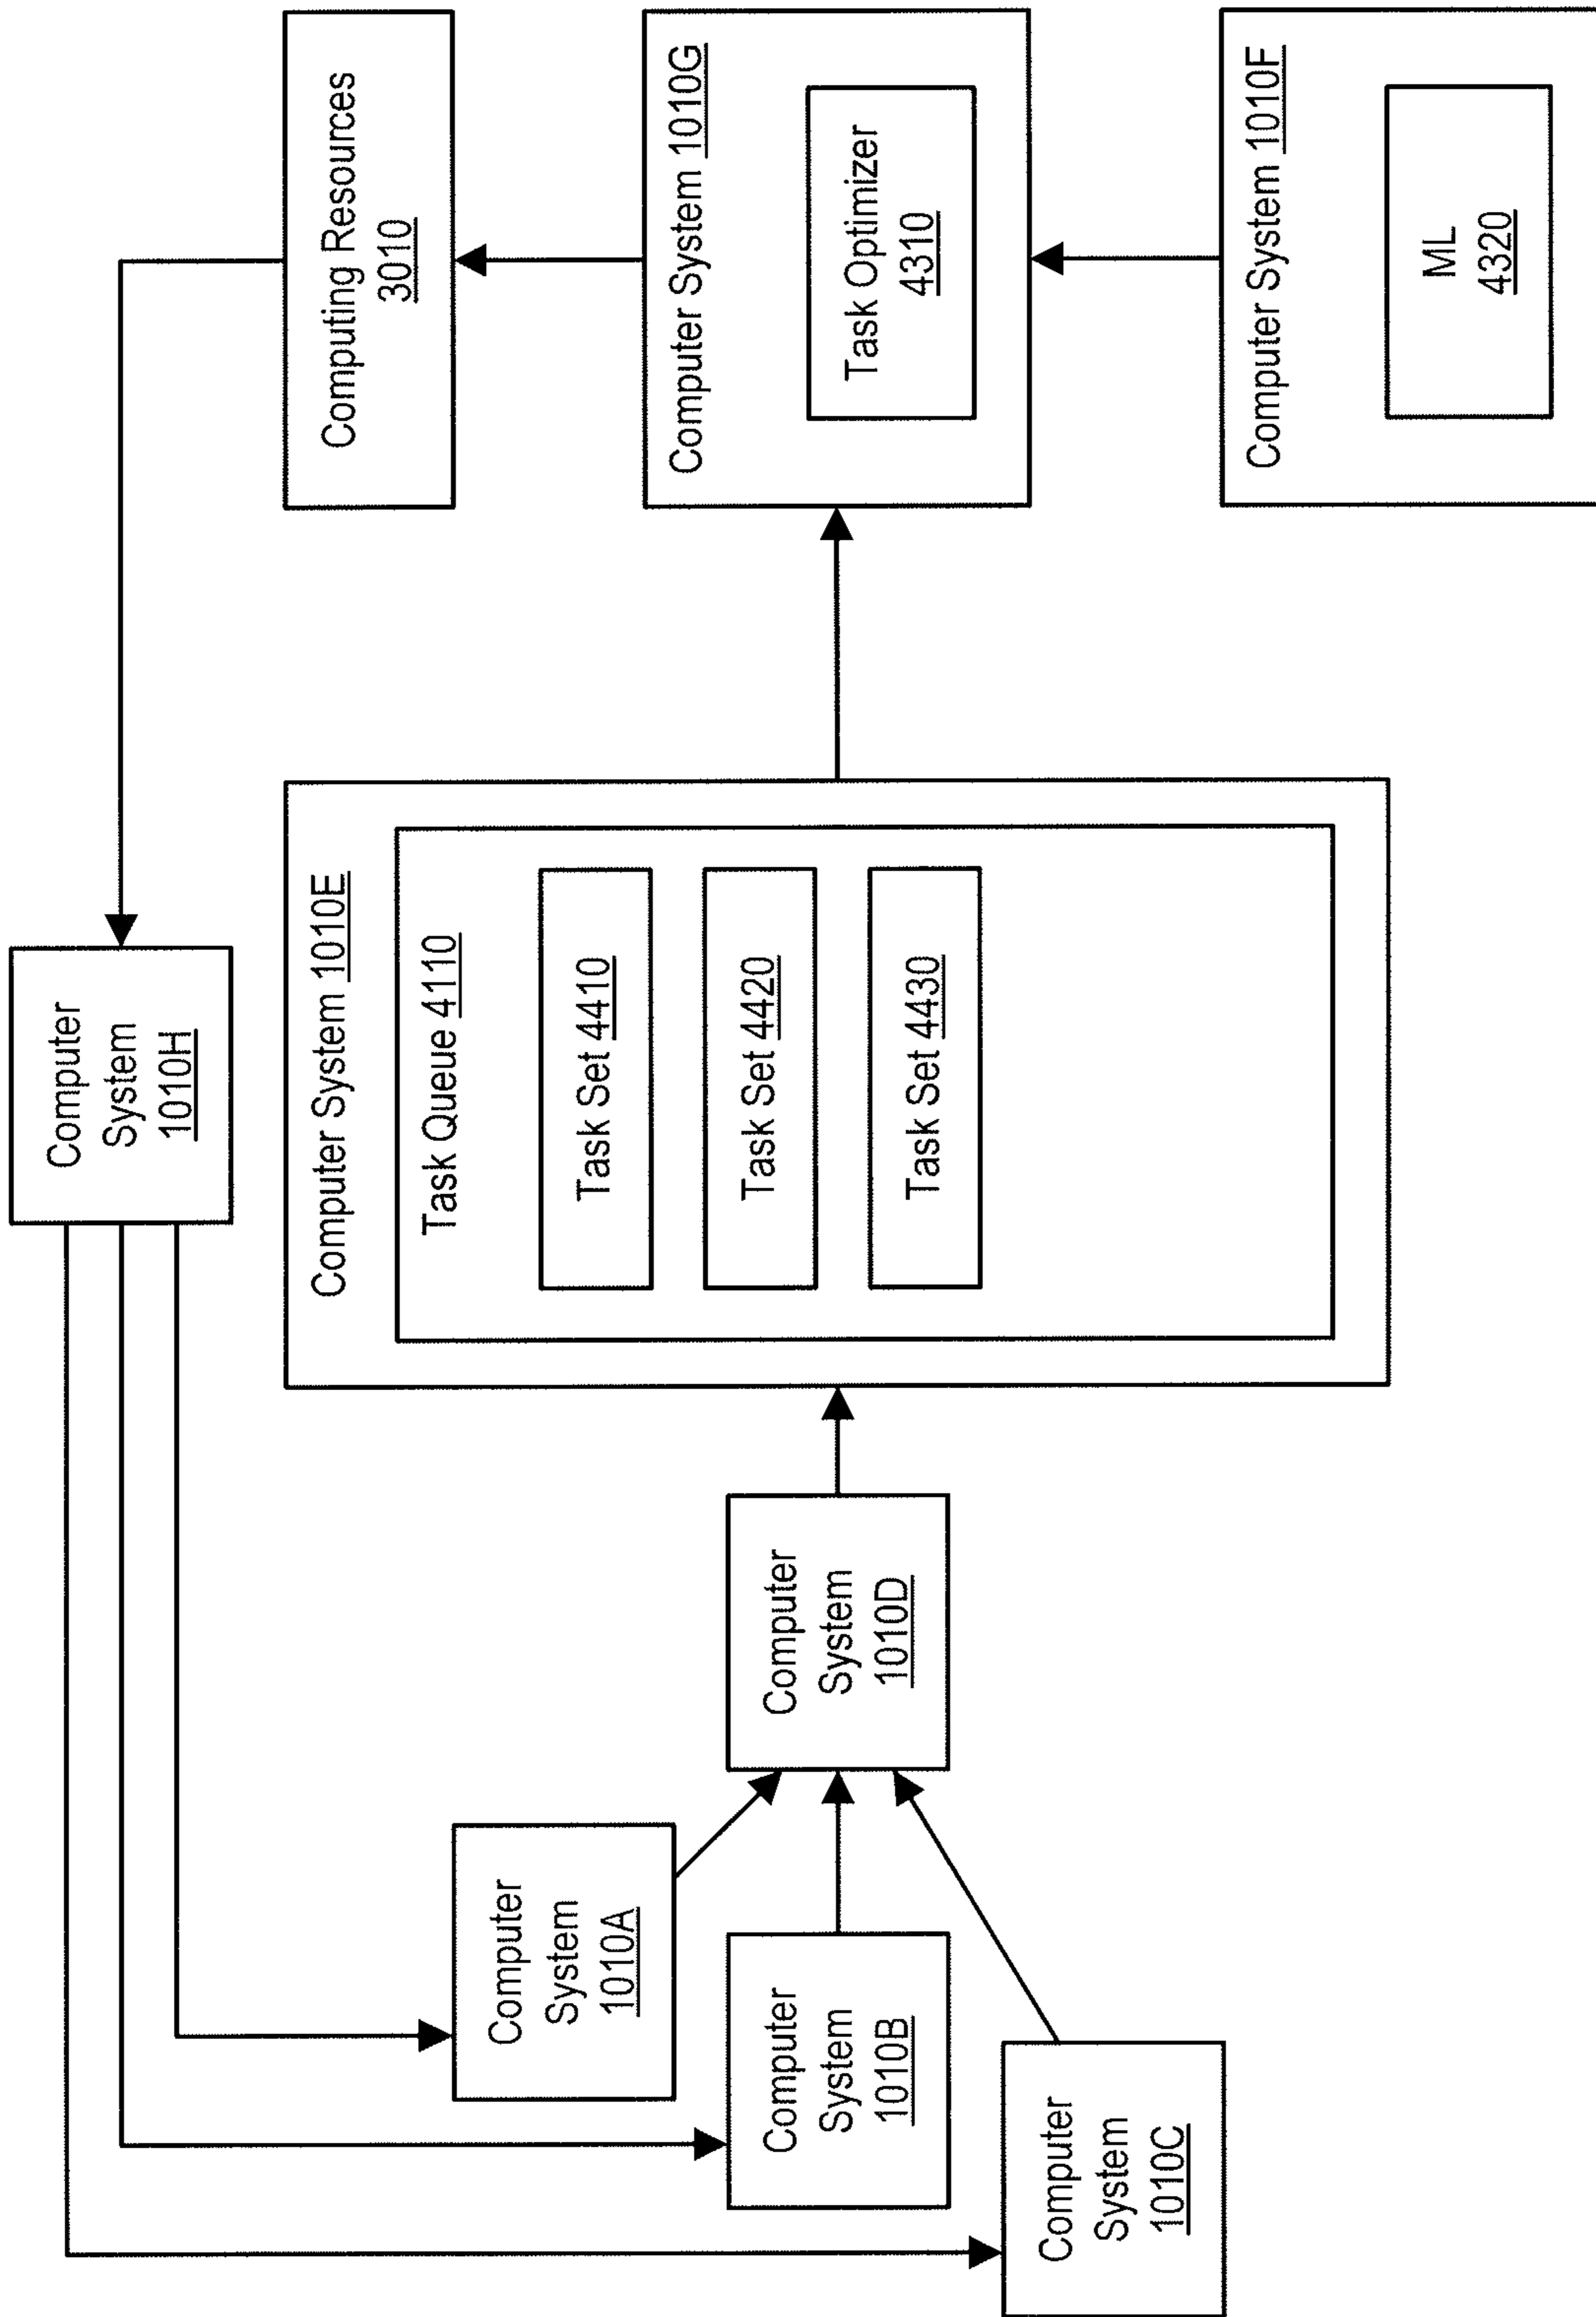 Computer
System
1010H
Computing Resources
3010
Computer System 1010E
Task Queue 4110
Task Set 4410
Task Set 4420
Task Set 4430
Computer System 1010G
Task Optimizer
4310
Computer
System
1010A
Computer
System
1010B
Computer
System
1010C
Computer
System
1010D
Computer System 1010F
ML
4320